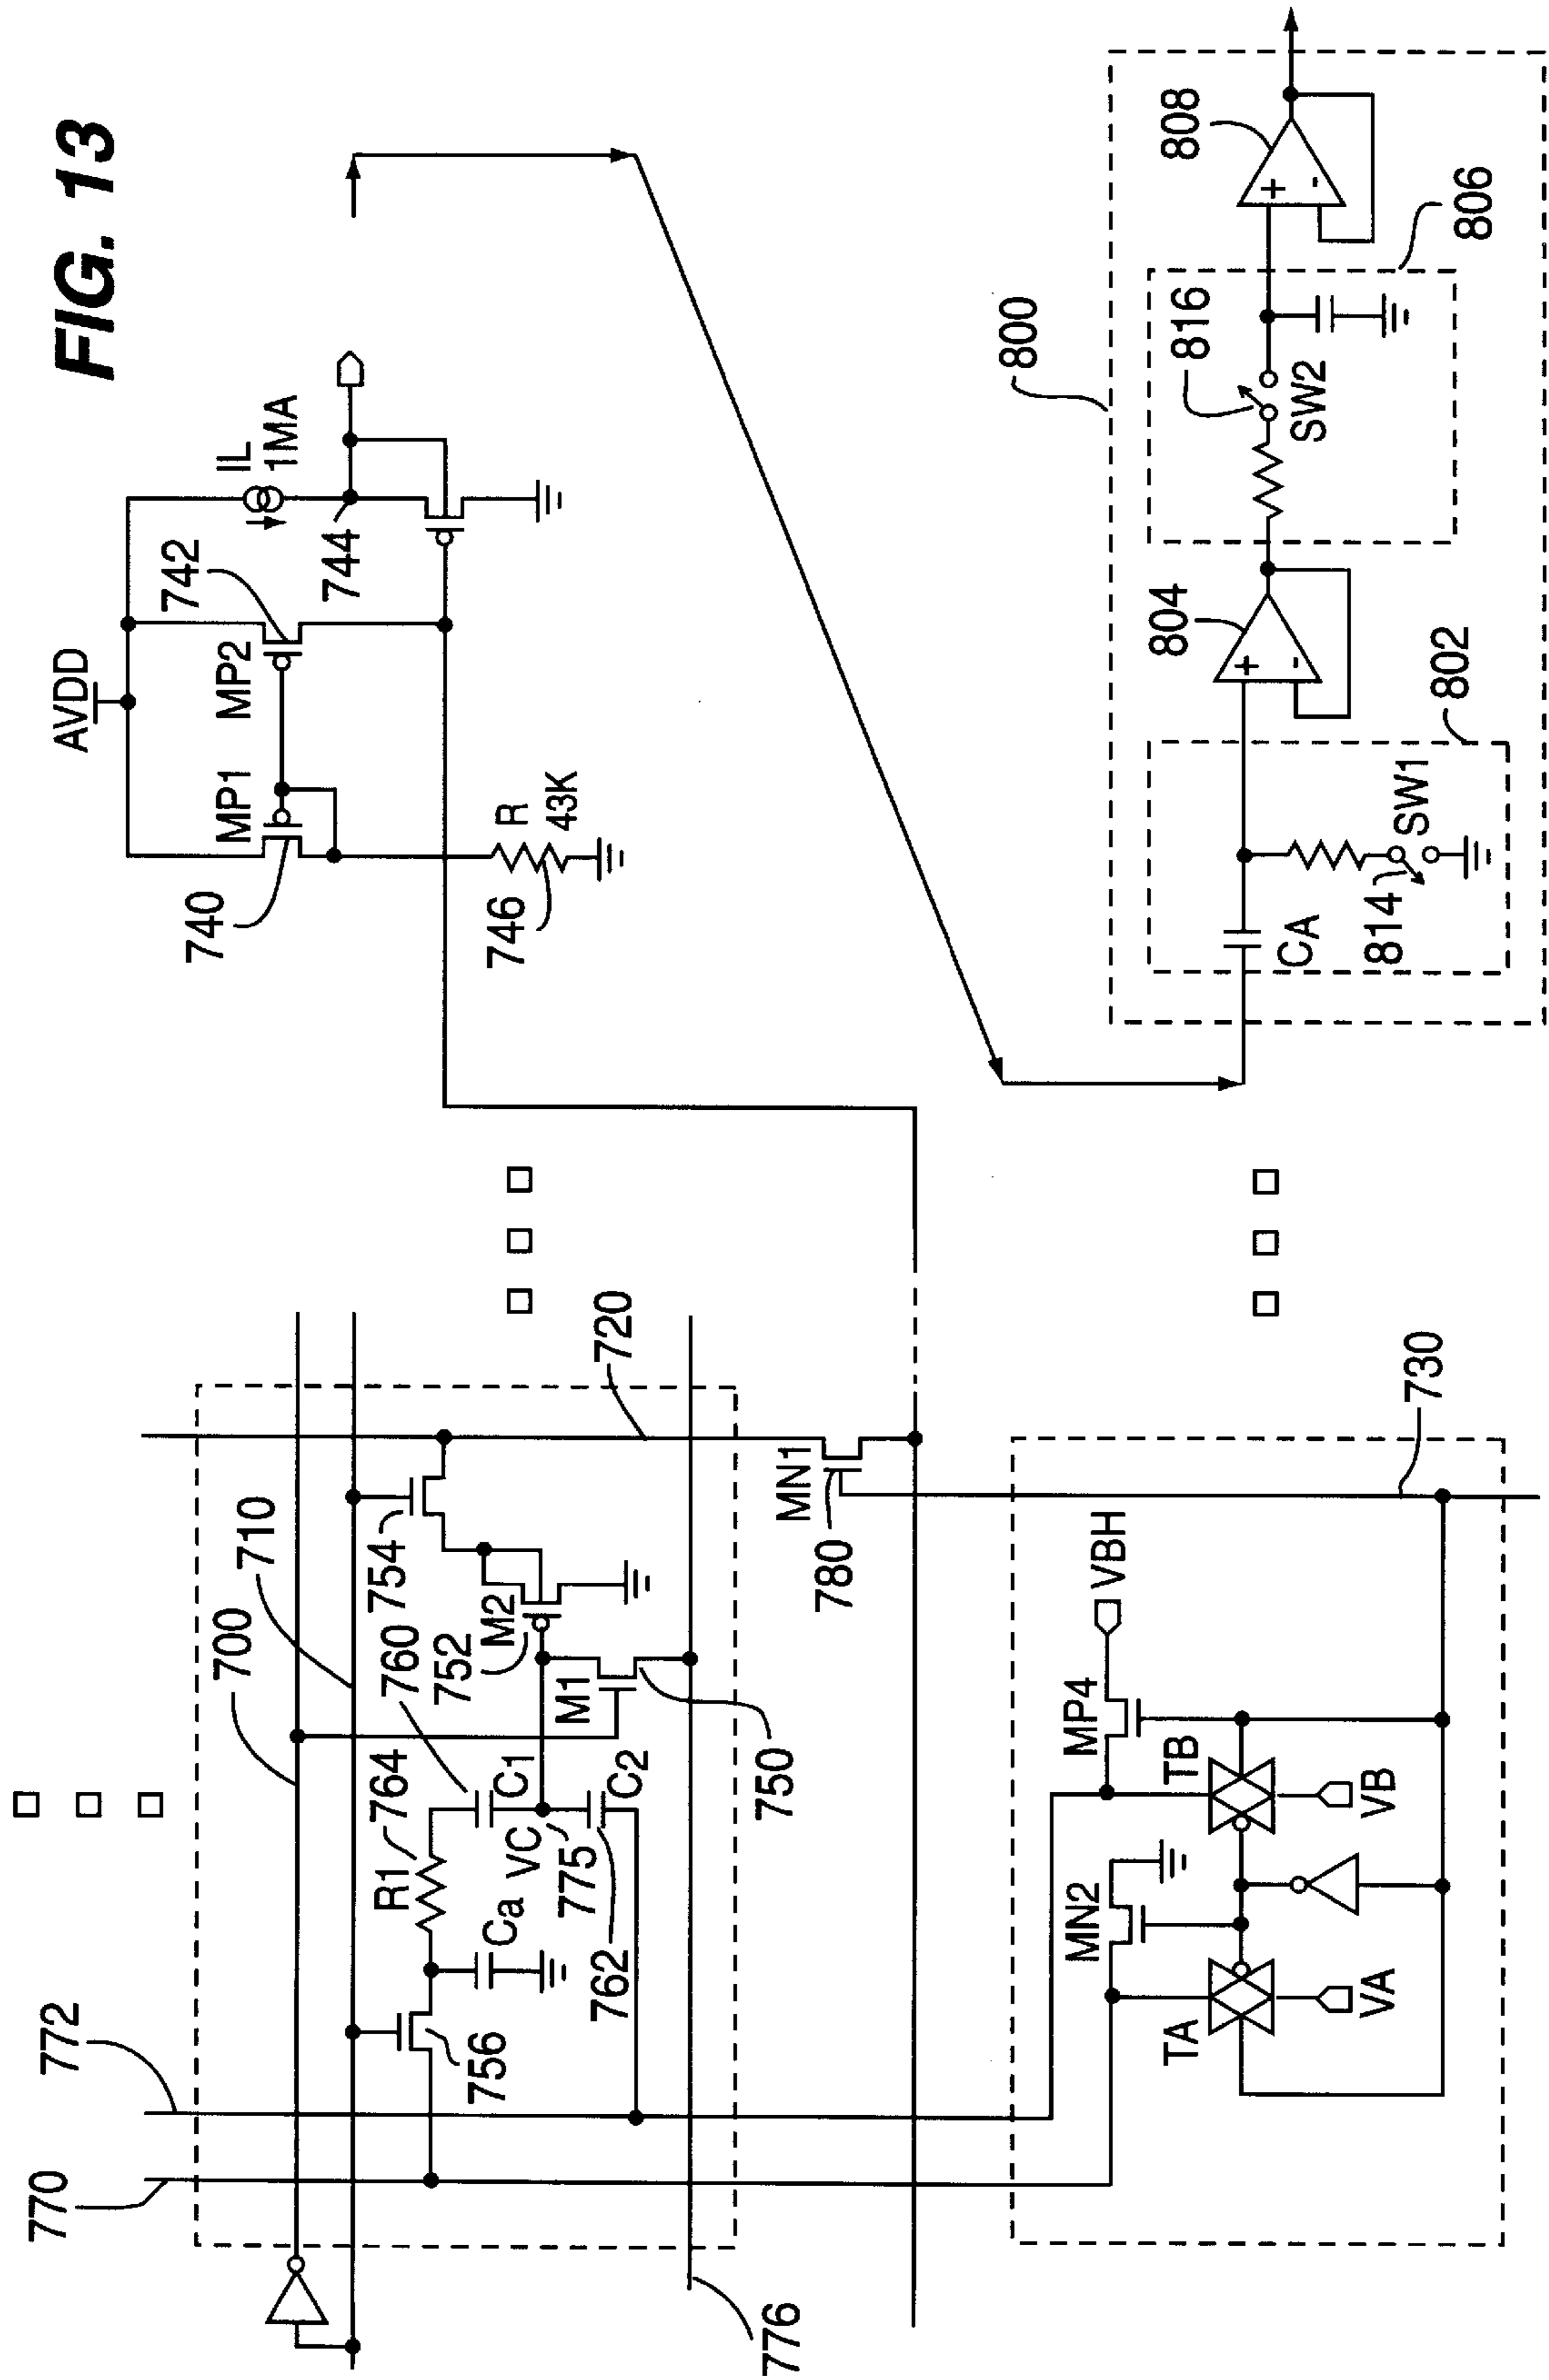 FIG. 13
770
772
700
710
764
R1
756
Ca
C1
760
VC
775
762
C2
M1
750
M2
752
754
720
776
MN1
780
730
VBH
MP4
TB
VB
MN2
TA
VA
AVDD
MP1
740
MP2
742
IL
1MA
744
R
43K
746
800
802
CA
814
SW1
804
+
-
806
816
SW2
808
+
-